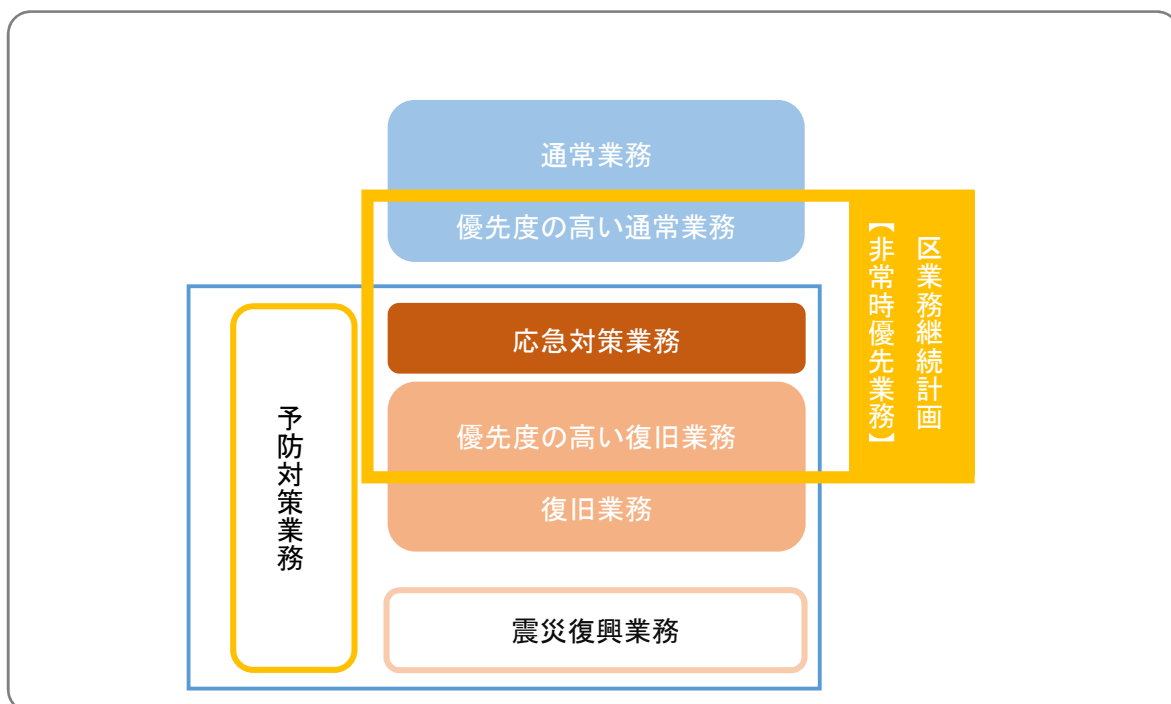 通常業務
優先度の高い通常業務
区業務継続計画
【非常時優先業務】
応急対策業務
優先度の高い復旧業務
復旧業務
予防対策業務
震災復興業務